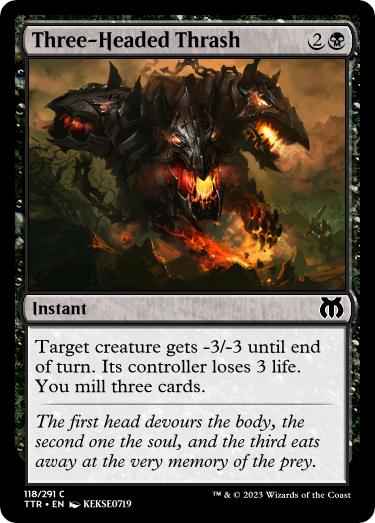 Three-Headed Thrash 2
Instant
Target creature gets -3/-3 until end
of turn. Its controller loses 3 life.
You mill three cards.
The first head devours the body, the
second one the soul, and the third eats
away at the very memory of the prey.
118/291 C
TTR • EN KEKSE0719
™ & © 2023 Wizards of the Coast